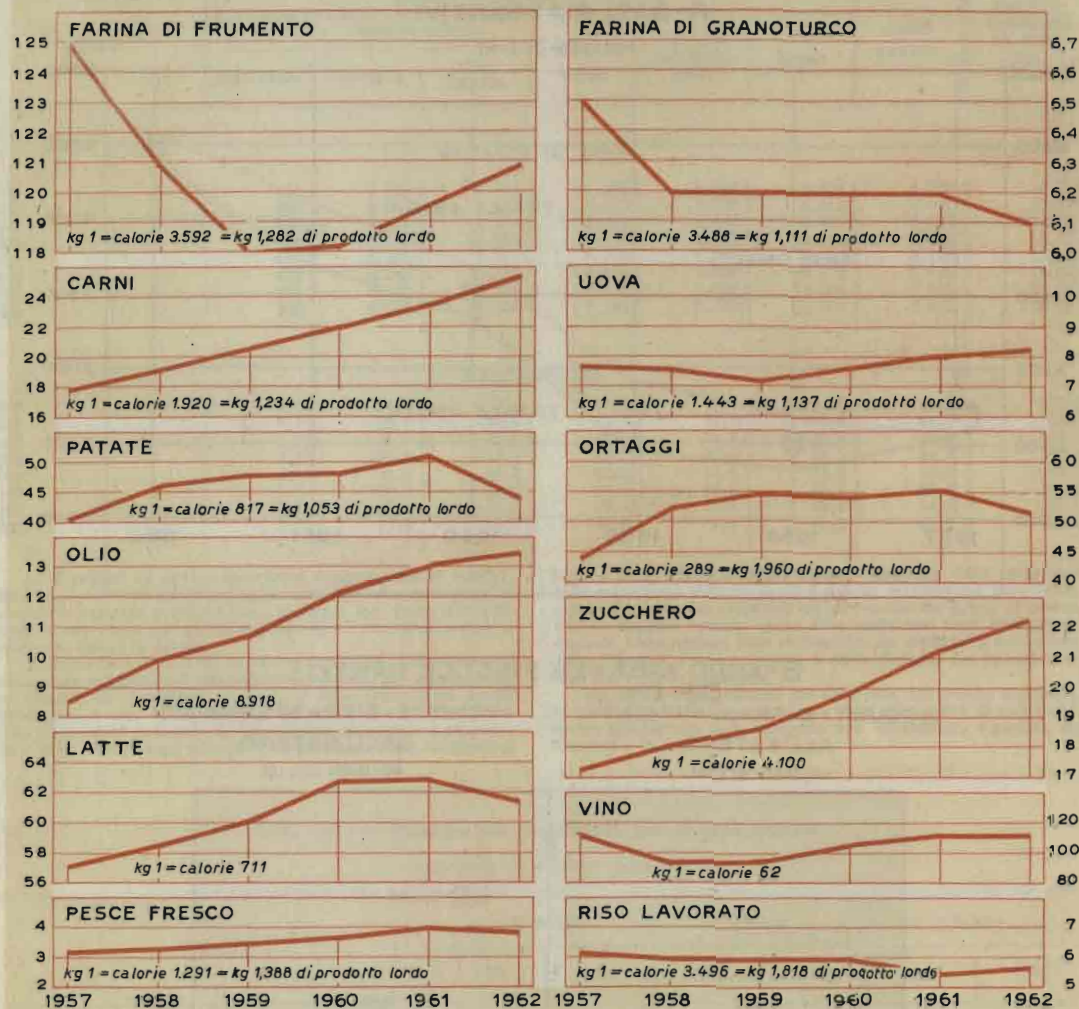 FARINA DI FRUMENTO
125
124
123
122
121
120
119
118
kg 1 = calorie 3.592 = kg 1,282 di prodotto lordo
CARNI
24
22
20
18
16
kg 1 = calorie 1.920 = kg 1,234 di prodotto lordo
PATATE
50
45
40
kg 1 = calorie 817 = kg 1,053 di prodotto lordo
OLIO
13
12
11
10
9
8
kg 1 = calorie 8.918
LATTE
64
62
60
58
56
kg 1 = calorie 711
PESCE FRESCO
4
3
2
kg 1 = calorie 1.291 = kg 1,388 di prodotto lordo
1957 1958 1959 1960 1961 1962
FARINA DI GRANOTURCO
6,7
6,6
6,5
6,4
6,3
6,2
6,1
6,0
kg 1 = calorie 3.488 = kg 1,111 di prodotto lordo
UOVA
10
9
8
7
6
kg 1 = calorie 1.443 = kg 1,137 di prodotto lordo
ORTAGGI
60
55
50
45
40
kg 1 = calorie 289 = kg 1,960 di prodotto lordo
ZUCCHERO
22
21
20
19
18
17
kg 1 = calorie 4.100
VINO
120
100
80
kg 1 = calorie 62
RISO LAVORATO
7
6
5
kg 1 = calorie 3.496 = kg 1,818 di prodotto lordo
1957 1958 1959 1960 1961 1962